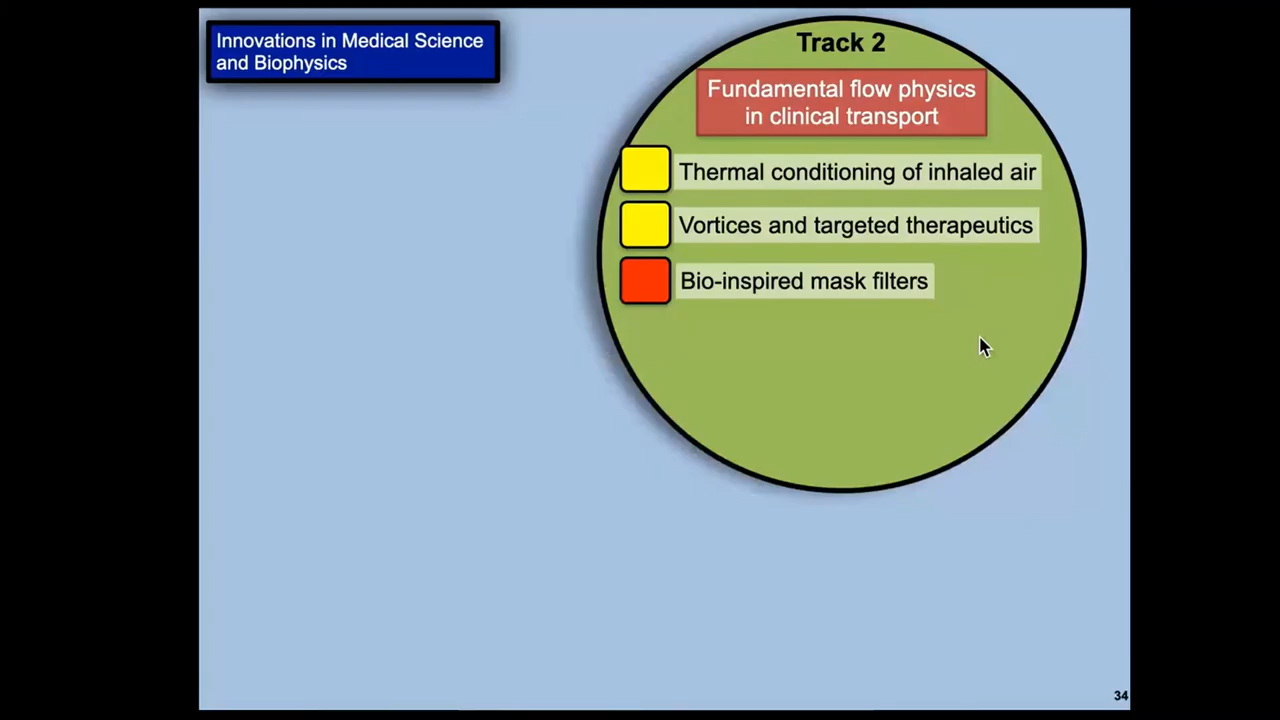 Innovations in Medical Science
and Biophysics
Track 2
Fundamental flow physics
in clinical transport
Thermal conditioning of inhaled air
Vortices and targeted therapeutics
Bio-inspired mask filters
34